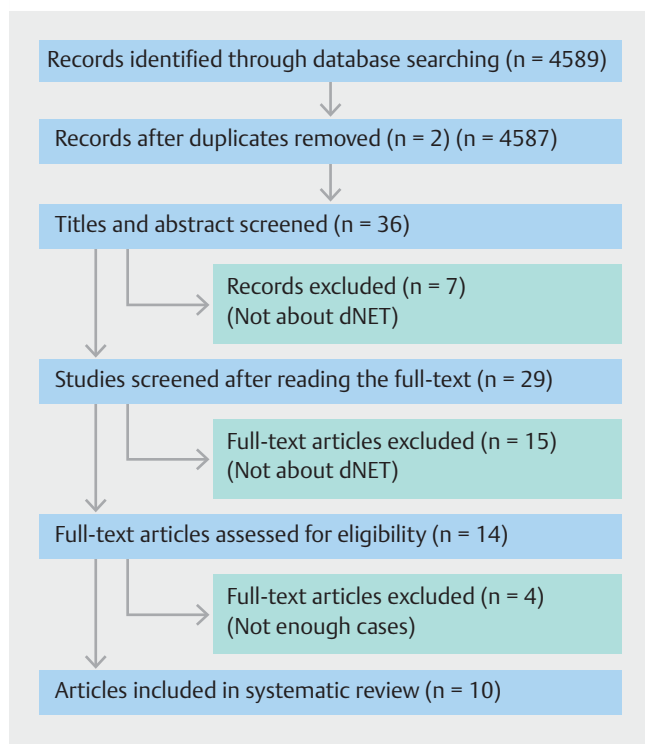 Records identified through database searching (n = 4589)
Records after duplicates removed (n = 2) (n = 4587)
Titles and abstract screened (n = 36)
Records excluded (n = 7)
(Not about dNET)
Studies screened after reading the full-text (n = 29)
Full-text articles excluded (n = 15)
(Not about dNET)
Full-text articles assessed for eligibility (n = 14)
Full-text articles excluded (n = 4)
(Not enough cases)
Articles included in systematic review (n = 10)